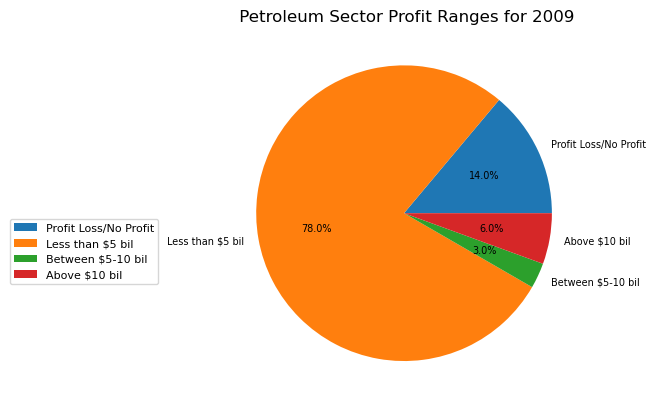 Petroleum Sector Profit Ranges for 2009
Profit Loss/No Profit
14.0%
Less than $5 bil
78.0%
Between $5-10 bil
3.0%
Above $10 bil
6.0%
Profit Loss/No Profit
Less than $5 bil
Between $5-10 bil
Above $10 bil